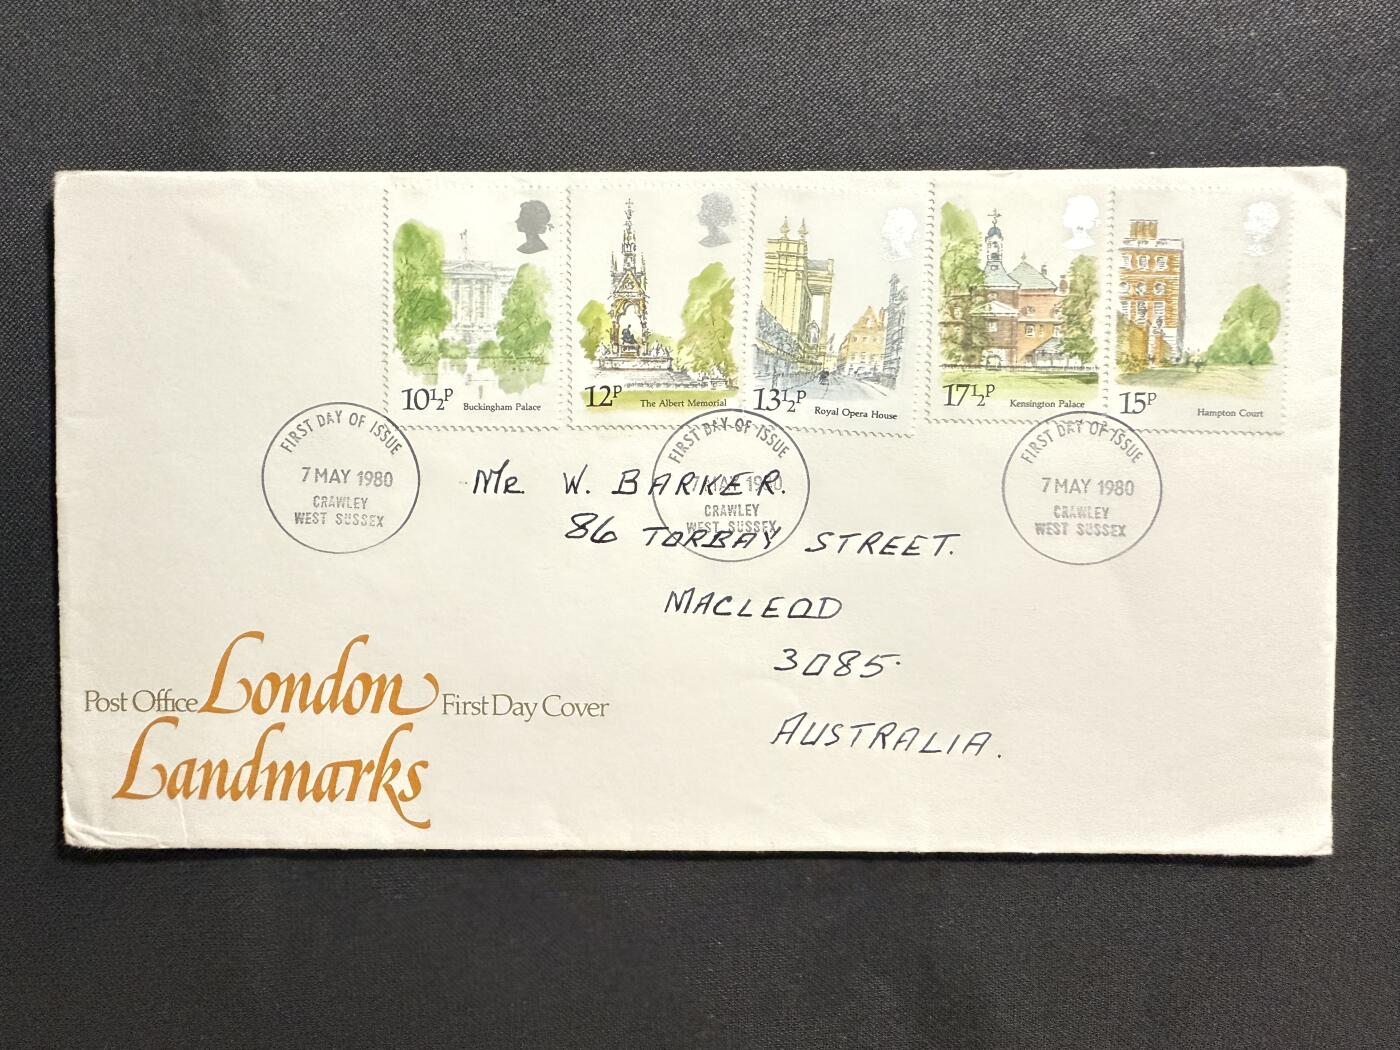 10½P Buckingham Palace
12P The Albert Memorial
13½P Royal Opera House
17½P Kensington Palace
15P Hampton Court
FIRST DAY OF ISSUE
7 MAY 1980
CRAWLEY
WEST SUSSEX
FIRST DAY OF ISSUE
7 MAY 1980
CRAWLEY
WEST SUSSEX
FIRST DAY OF ISSUE
7 MAY 1980
CRAWLEY
WEST SUSSEX
MR W. BARKER.
86 TORBAY STREET.
MACLEOD
3085.
AUSTRALIA.
Post Office London First Day Cover
Landmarks